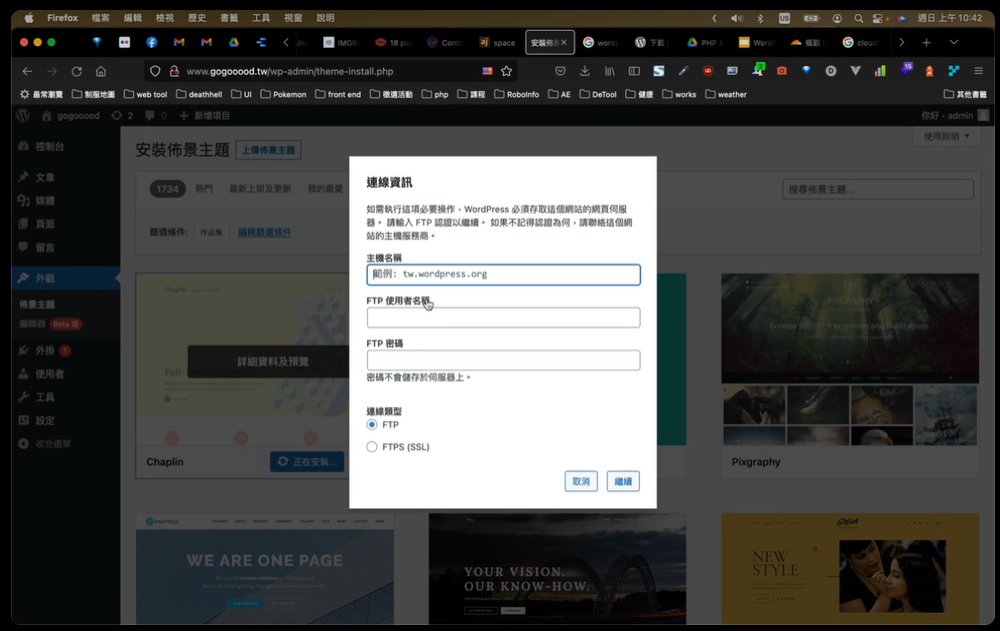 Firefox 檔案 編輯 檢視 歷史 書籤 工具 視窗 說明
US
週日 上午 10:42
IMGB
18 po
Contr
space
安裝佈景
wordp
下載
PHP
Word
概觀
cloud
www.gogooood.tw/wp-admin/theme-install.php
最常瀏覽 制服地圖 web tool deathhell UI Pokemon front end 徵選活動 php 課程 RoboInfo AE DeTool 健康 works weather 其他書籤
gogooood 2 0 新增項目
你好，admin
控制台
文章
媒體
頁面
留言
外觀
佈景主題
編輯器 Beta 版
外掛 1
使用者
工具
設定
收合選單
安裝佈景主題 上傳佈景主題
使用說明
1734 熱門 最新上架及更新 我的最愛
搜尋佈景主題...
篩選條件: 作品集 編輯篩選條件
連線資訊
如需執行這項必要操作，WordPress 必須存取這個網站的網頁伺服
器。 請輸入 FTP 認證以繼續。 如果不記得認證為何，請聯絡這個網
站的主機服務商。
主機名稱
範例: tw.wordpress.org
FTP 使用者名稱
FTP 密碼
密碼不會儲存於伺服器上。
連線類型
FTP
FTPS (SSL)
取消 繼續
Chaplin
詳細資料及預覽
Chaplin
正在安裝...
PIXGRAPHY
Pixgraphy
WE ARE ONE PAGE
YOUR VISION.
OUR KNOW-HOW.
NEW
STYLE